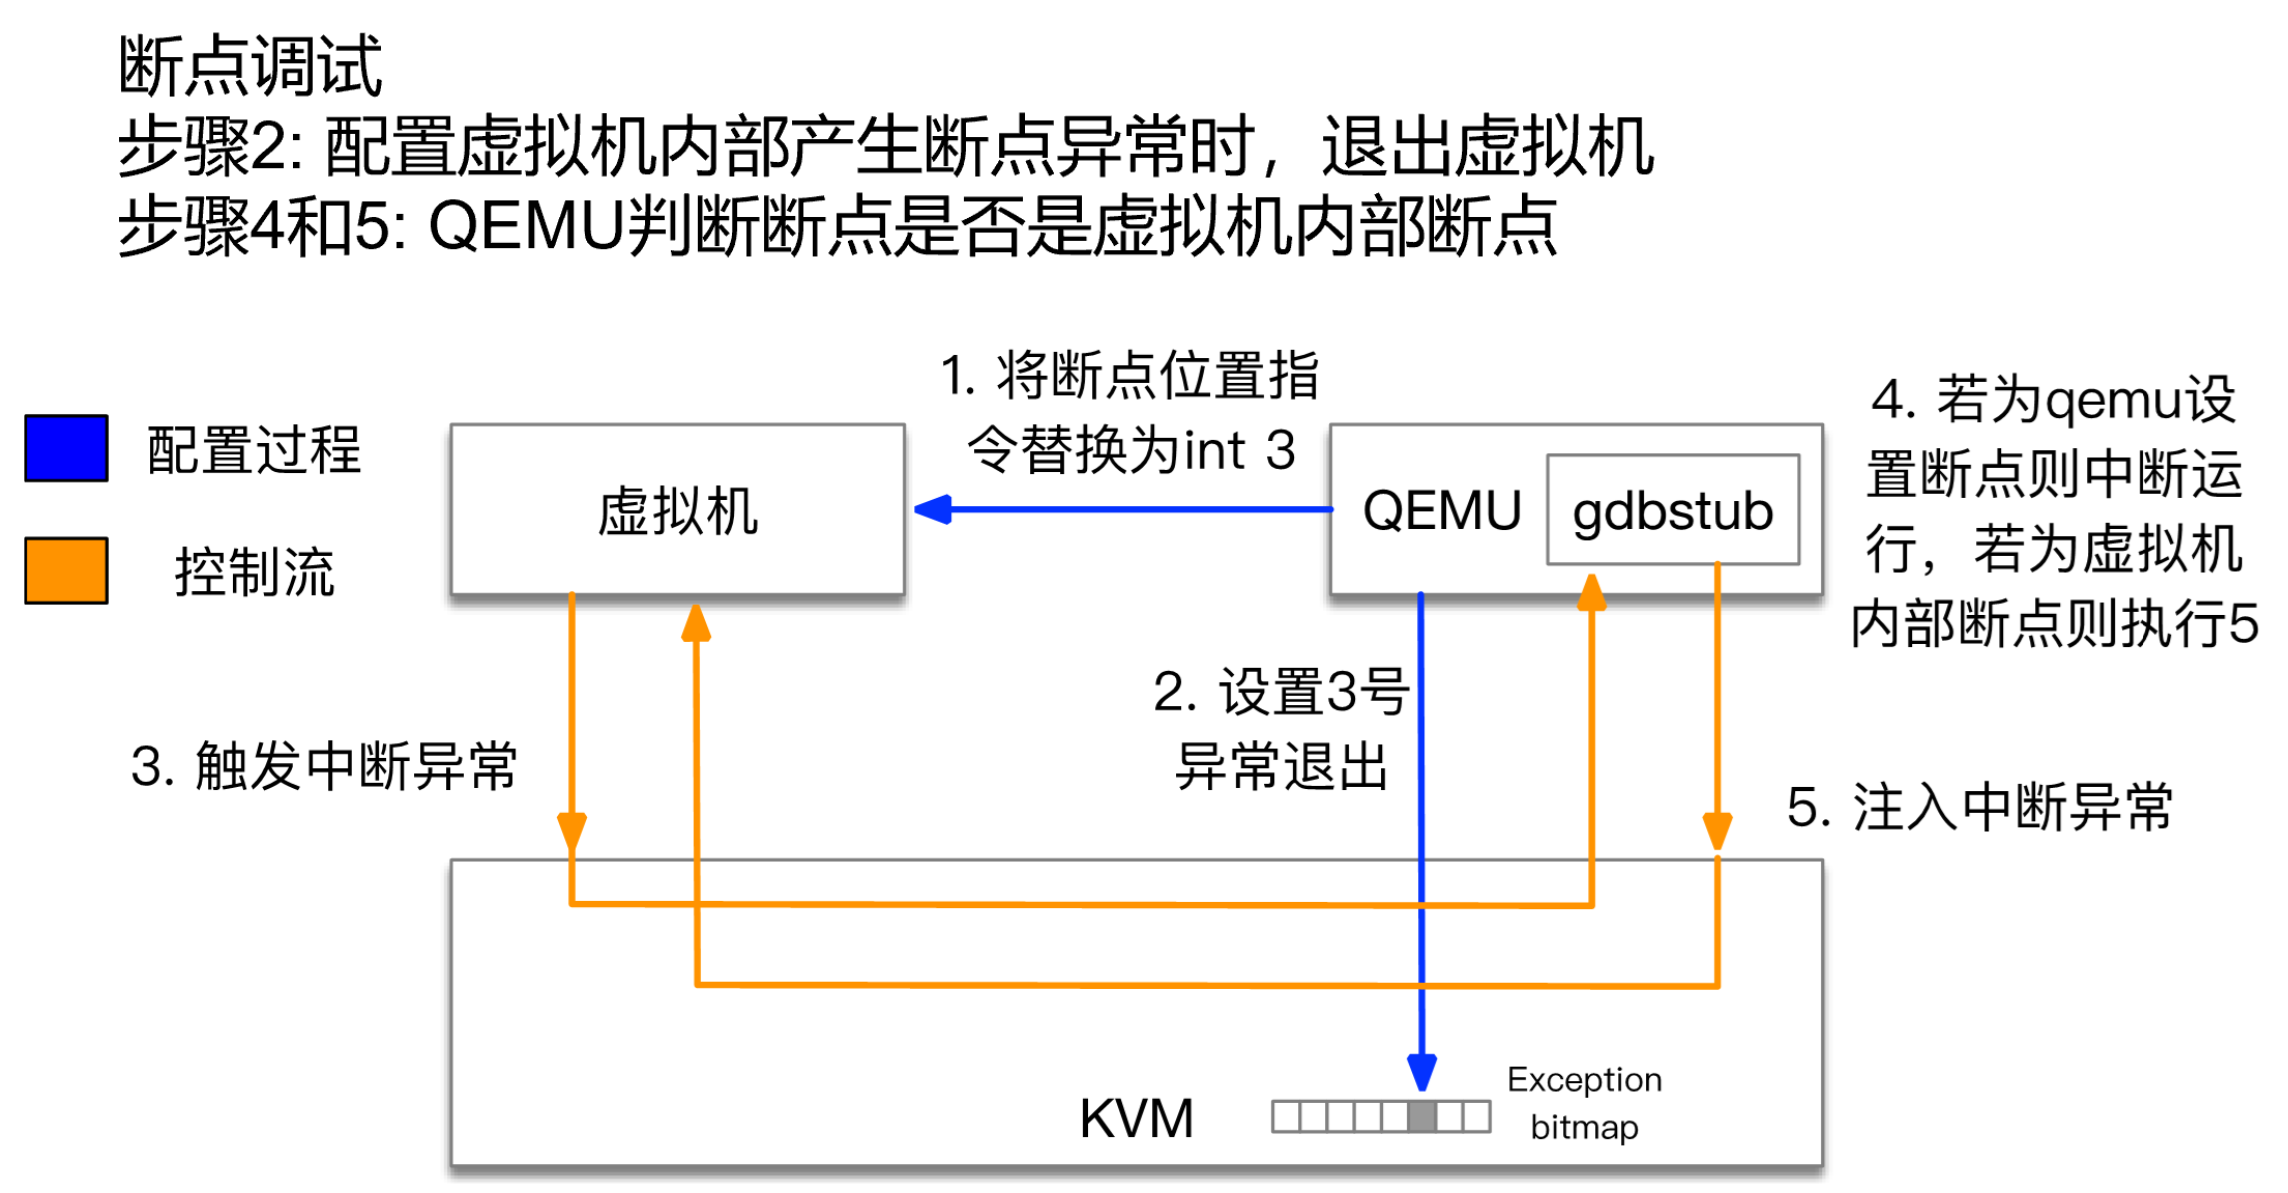 断点调试
步骤2: 配置虚拟机内部产生断点异常时，退出虚拟机
步骤4和5: QEMU判断断点是否是虚拟机内部断点
1. 将断点位置指
令替换为int 3
4. 若为qemu设
置断点则中断运
行，若为虚拟机
内部断点则执行5
配置过程
控制流
虚拟机
QEMU
gdbstub
2. 设置3号
异常退出
3. 触发中断异常
5. 注入中断异常
KVM
Exception
bitmap